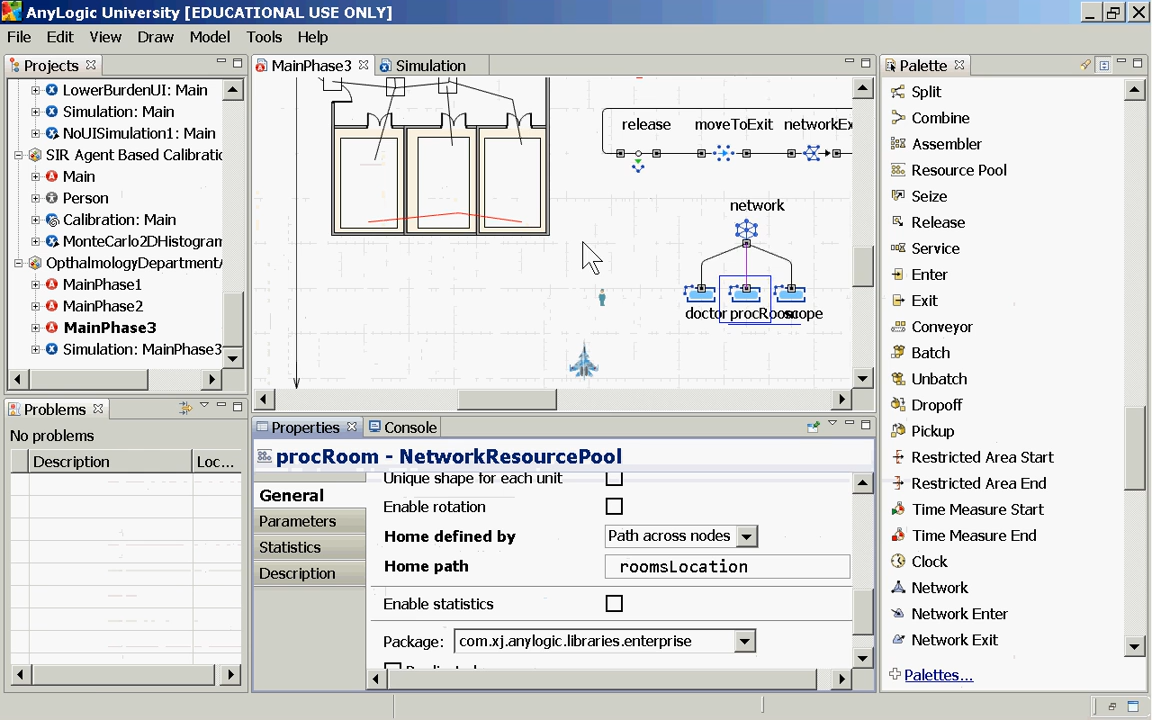 AnyLogic University [EDUCATIONAL USE ONLY]
File Edit View Draw Model Tools Help
Projects
LowerBurdenUI: Main
Simulation: Main
NoUISimulation1: Main
SIR Agent Based Calibratic
Main
Person
Calibration: Main
MonteCarlo2DHistogram
OpthalmologyDepartment
MainPhase1
MainPhase2
MainPhase3
Simulation: MainPhase3
Problems
No problems
Description Loc...
MainPhase3 Simulation
release moveToExit networkEx
network
doctor procRoom scope
Properties Console
procRoom - NetworkResourcePool
General
Parameters
Statistics
Description
Unique shape for each unit
Enable rotation
Home defined by Path across nodes
Home path roomsLocation
Enable statistics
Package: com.xj.anylogic.libraries.enterprise
Palette
Split
Combine
Assembler
Resource Pool
Seize
Release
Service
Enter
Exit
Conveyor
Batch
Unbatch
Dropoff
Pickup
Restricted Area Start
Restricted Area End
Time Measure Start
Time Measure End
Clock
Network
Network Enter
Network Exit
Palettes...